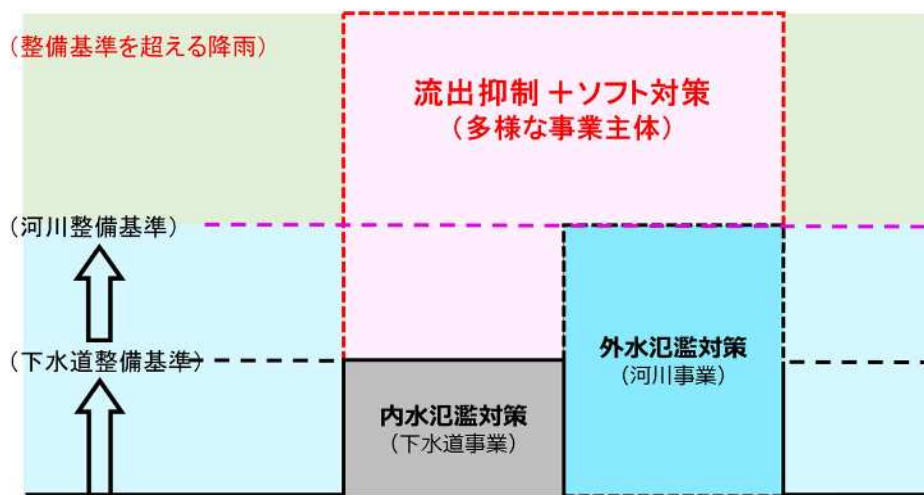 (整備基準を超える降雨)
流出抑制＋ソフト対策
(多様な事業主体)
(河川整備基準)
(下水道整備基準)
外水氾濫対策
(河川事業)
内水氾濫対策
(下水道事業)